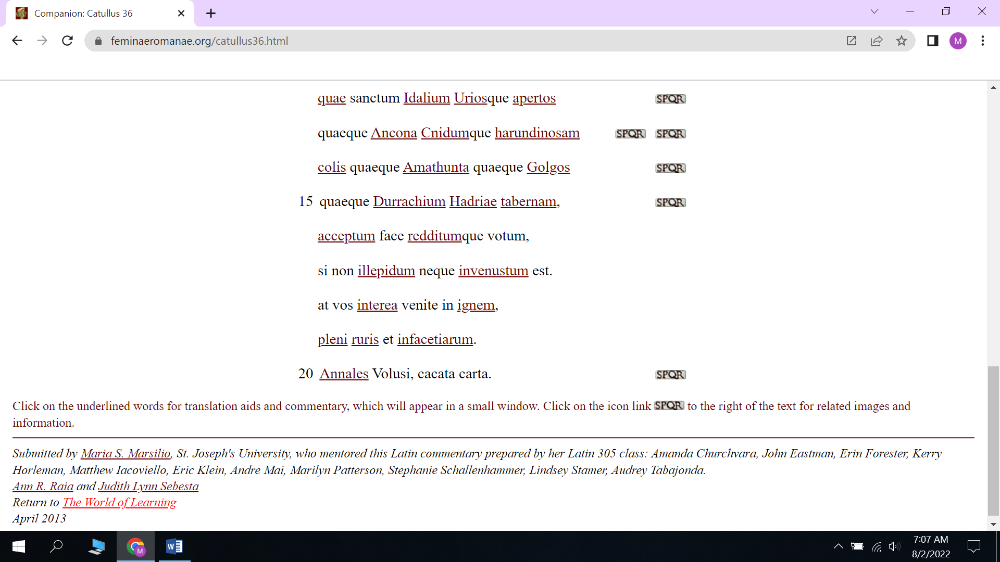 Companion: Catullus 36
feminaeromanae.org/catullus36.html
M
quae sanctum Idalium Uriosque apertos SPQR
quaeque Ancona Cnidumque harundinosam SPQR SPQR
colis quaeque Amathunta quaeque Golgos SPQR
15 quaeque Durrachium Hadriae tabernam, SPQR
acceptum face redditumque votum,
si non illepidum neque invenustum est.
at vos interea venite in ignem,
pleni ruris et infacetiarum.
20 Annales Volusi, cacata carta. SPQR
Click on the underlined words for translation aids and commentary, which will appear in a small window. Click on the icon link SPQR to the right of the text for related images and
information.
Submitted by Maria S. Marsilio, St. Joseph's University, who mentored this Latin commentary prepared by her Latin 305 class: Amanda Churchvara, John Eastman, Erin Forester, Kerry
Horleman, Matthew Iacoviello, Eric Klein, Andre Mai, Marilyn Patterson, Stephanie Schallenhammer, Lindsey Stamer, Audrey Tabajonda.
Ann R. Raia and Judith Lynn Sebesta
Return to The World of Learning
April 2013
M
W
7:07 AM
8/2/2022